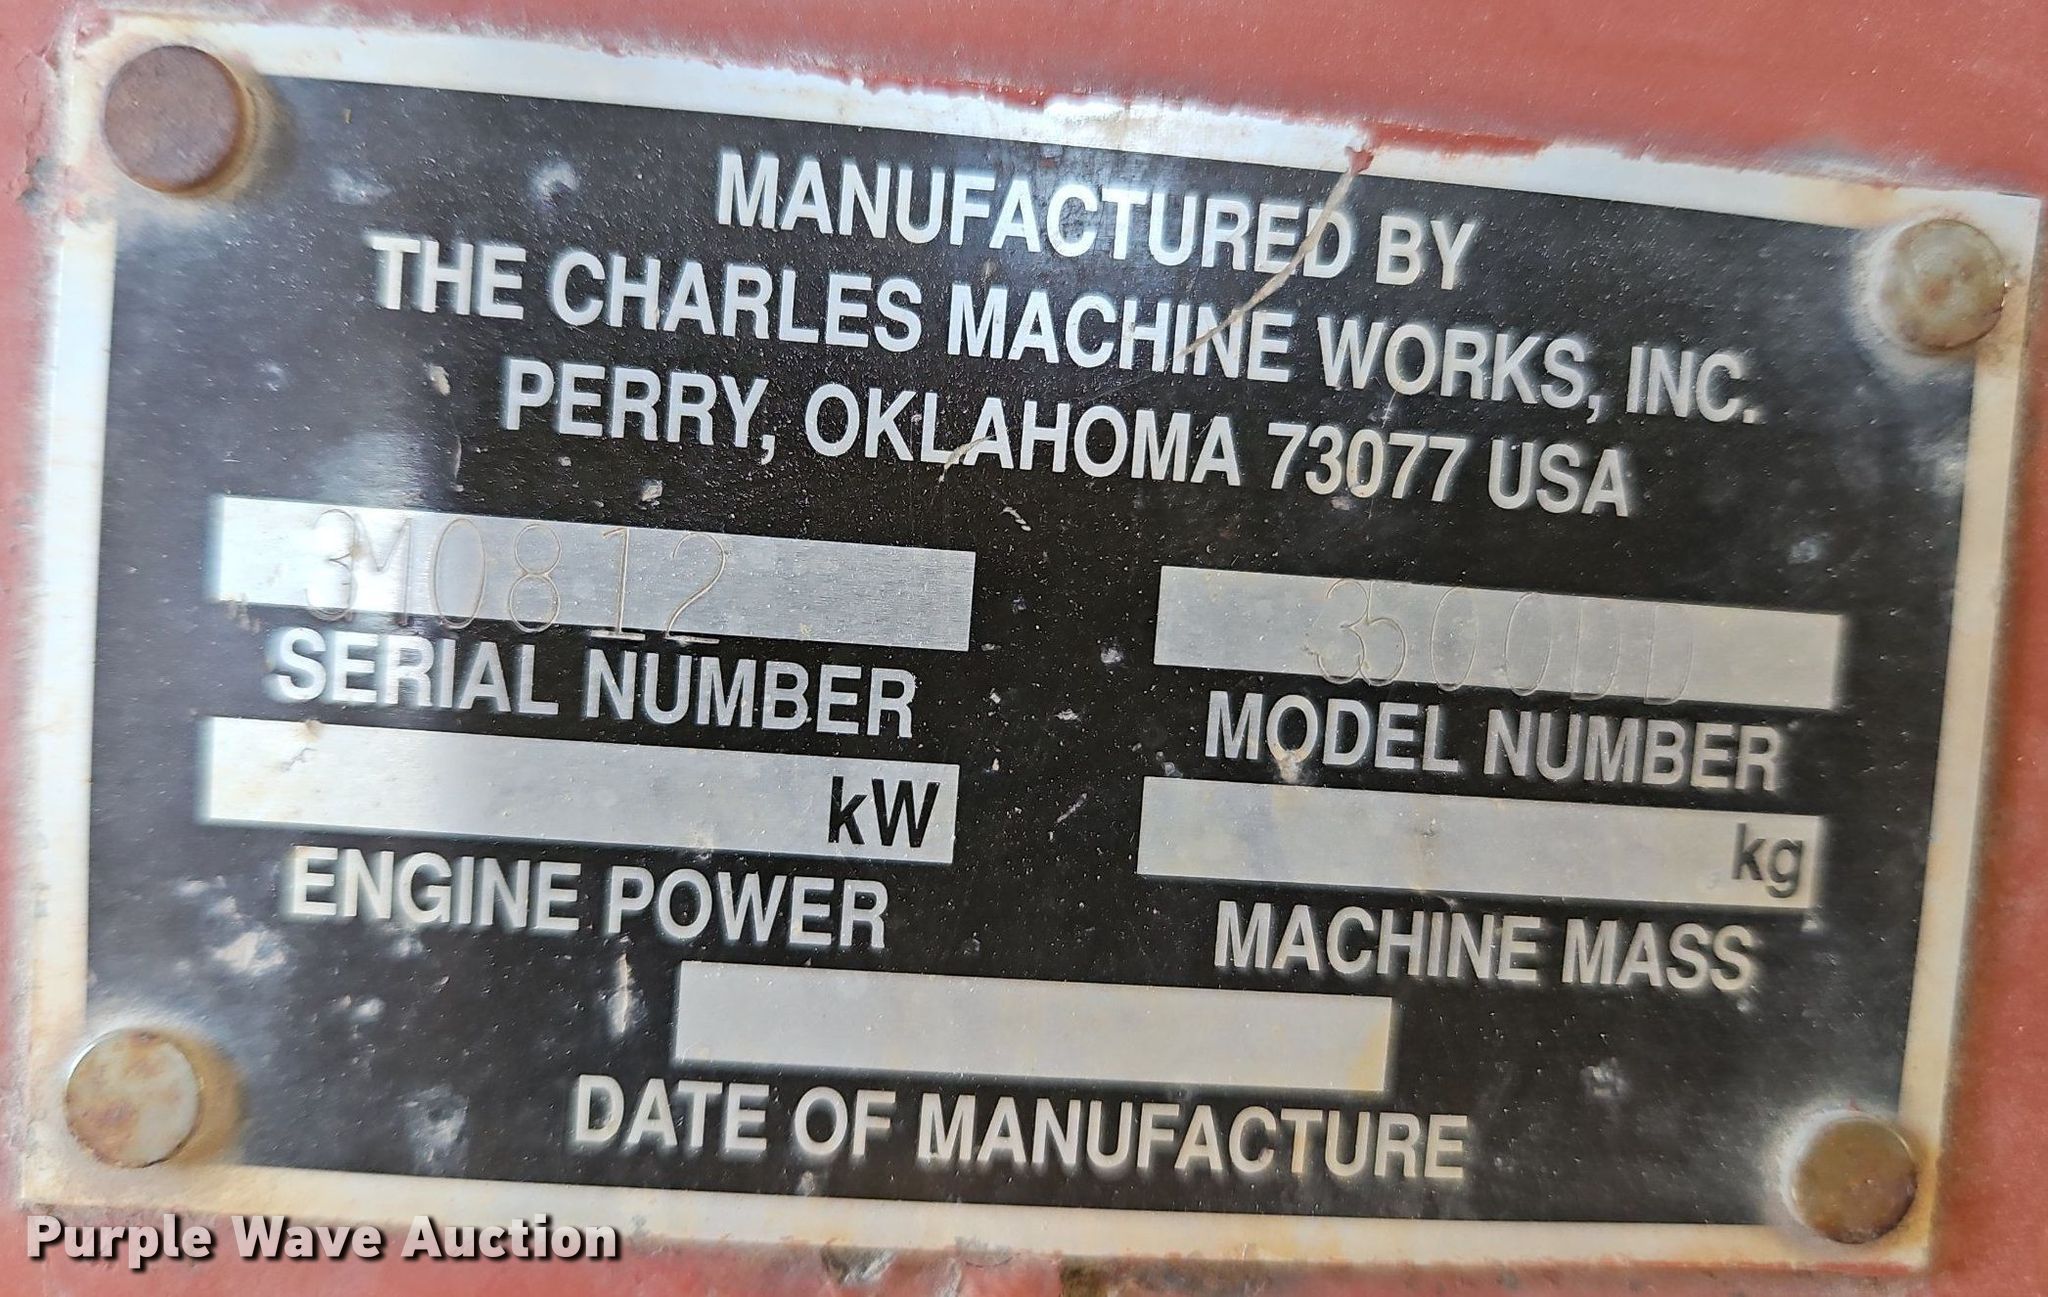 MANUFACTURED BY
THE CHARLES MACHINE WORKS, INC.
PERRY, OKLAHOMA 73077 USA
3M0812
3500DD
SERIAL NUMBER
MODEL NUMBER
kW
kg
ENGINE POWER
MACHINE MASS
DATE OF MANUFACTURE
Purple Wave Auction